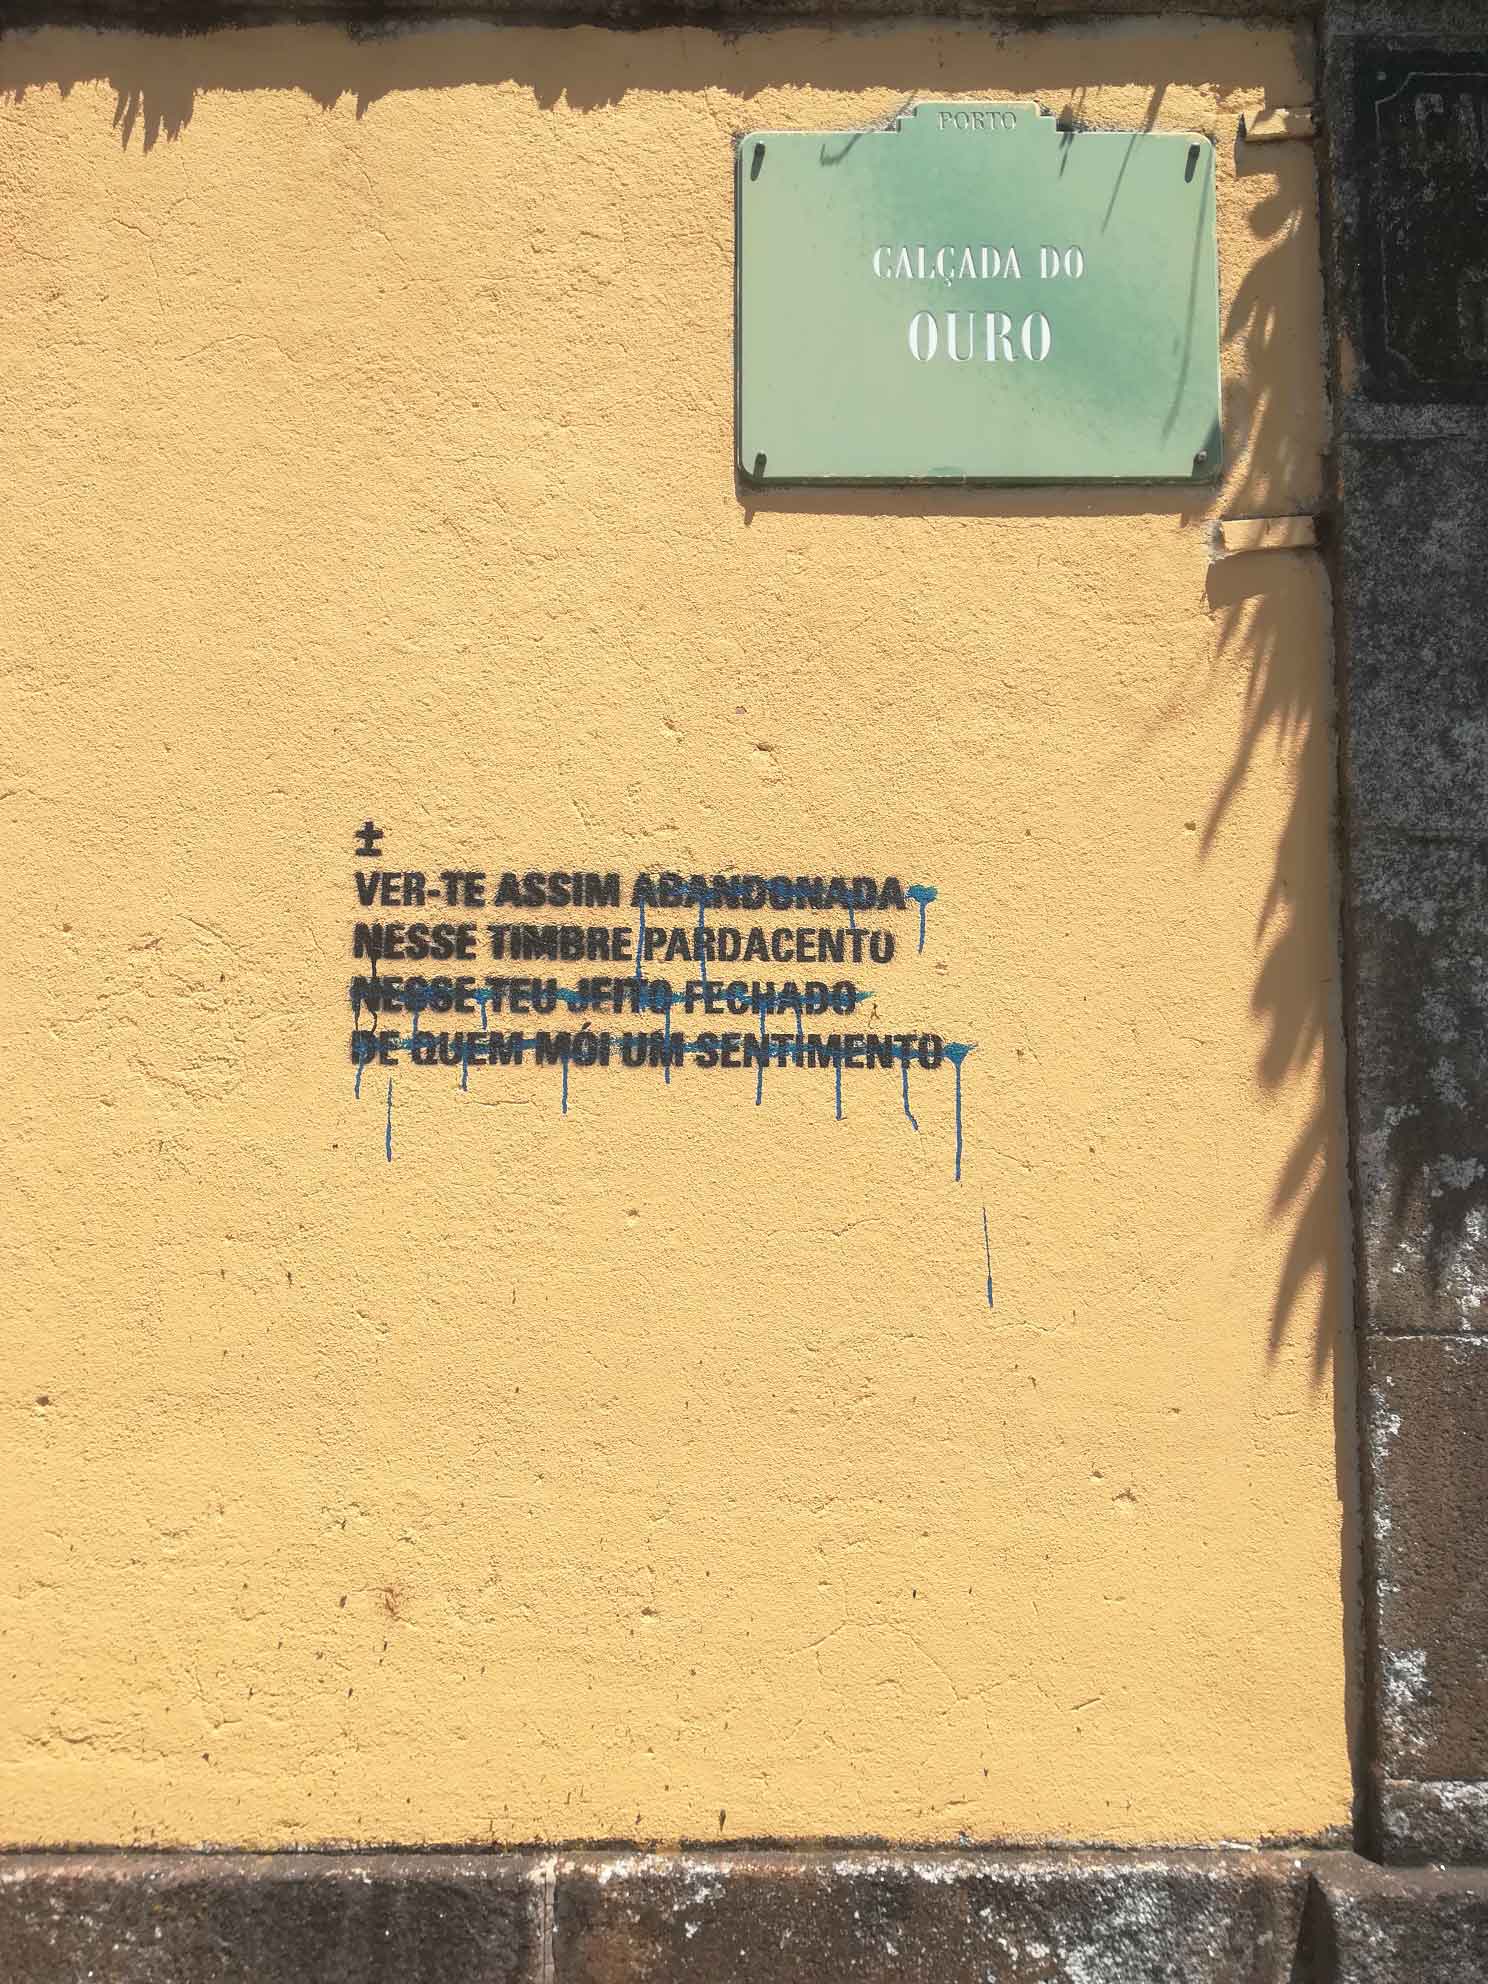 PORTO
CALÇADA DO
OURO
±
VER-TE ASSIM ABANDONADA
NESSE TIMBRE PARDACENTO
NESSE TEU JEITO FECHADO
DE QUEM MÓI UM SENTIMENTO